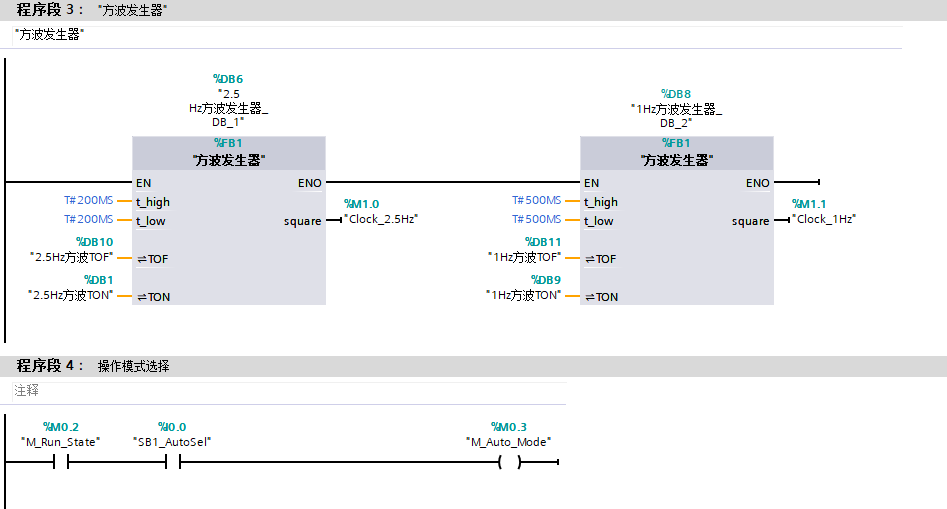 程序段 3： "方波发生器"
"方波发生器"
%DB6
"2.5
Hz方波发生器_
DB_1"
%FB1
"方波发生器"
EN
ENO
T#200MS
t_high
T#200MS
t_low
square
%M1.0
"Clock_2.5Hz"
%DB10
"2.5Hz方波TOF"
TOF
%DB1
"2.5Hz方波TON"
TON
%DB8
"1Hz方波发生器_
DB_2"
%FB1
"方波发生器"
EN
ENO
T#500MS
t_high
T#500MS
t_low
square
%M1.1
"Clock_1Hz"
%DB11
"1Hz方波TOF"
TOF
%DB9
"1Hz方波TON"
TON
程序段 4： 操作模式选择
注释
%M0.2
"M_Run_State"
%I0.0
"SB1_AutoSel"
%M0.3
"M_Auto_Mode"